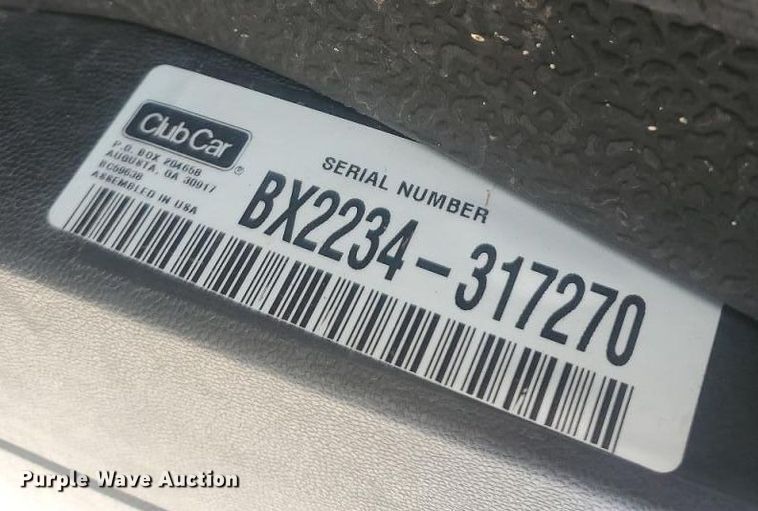 Club Car®
P.O. BOX 204658
AUGUSTA, GA 30917
ASSEMBLED IN USA
SERIAL NUMBER
BX2234-317270
Purple Wave Auction